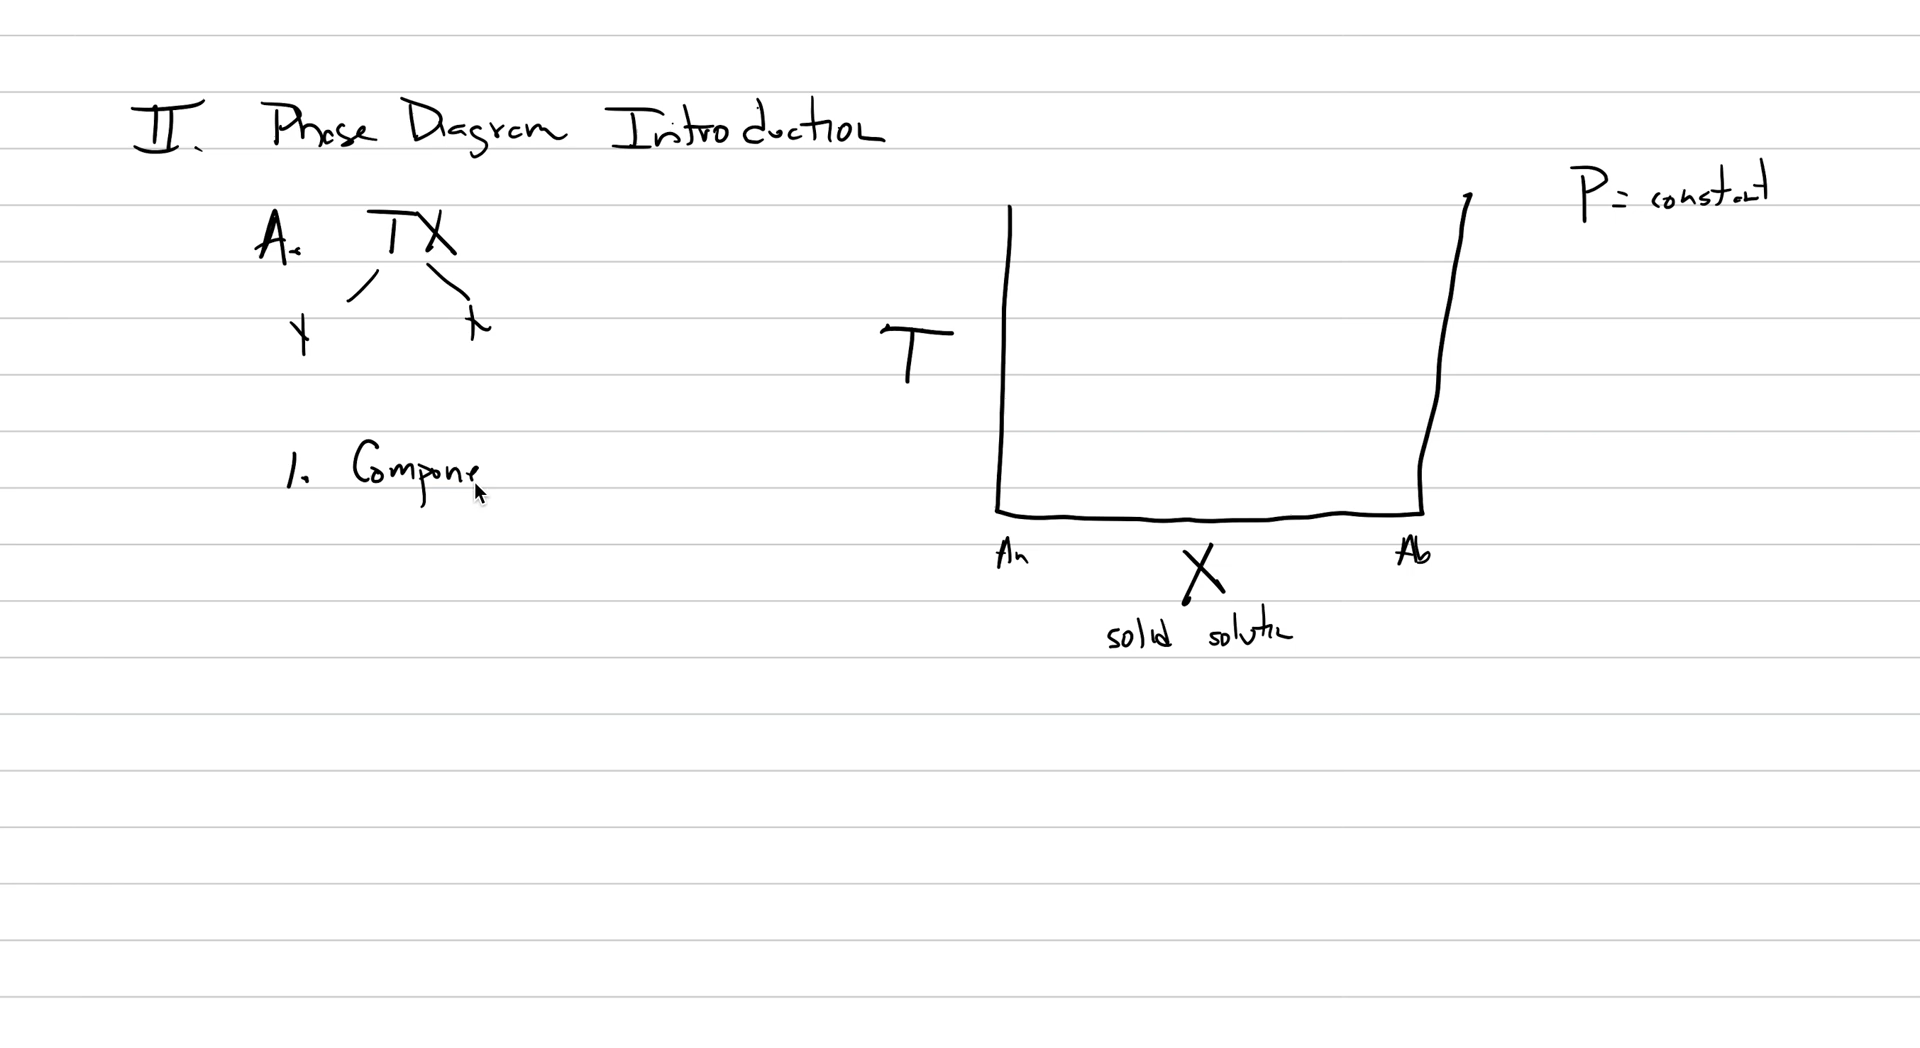 II. Phase Diagram Introduction
P = constant
A. TX
y x
T
1. Compone
An X Ab
solid solution